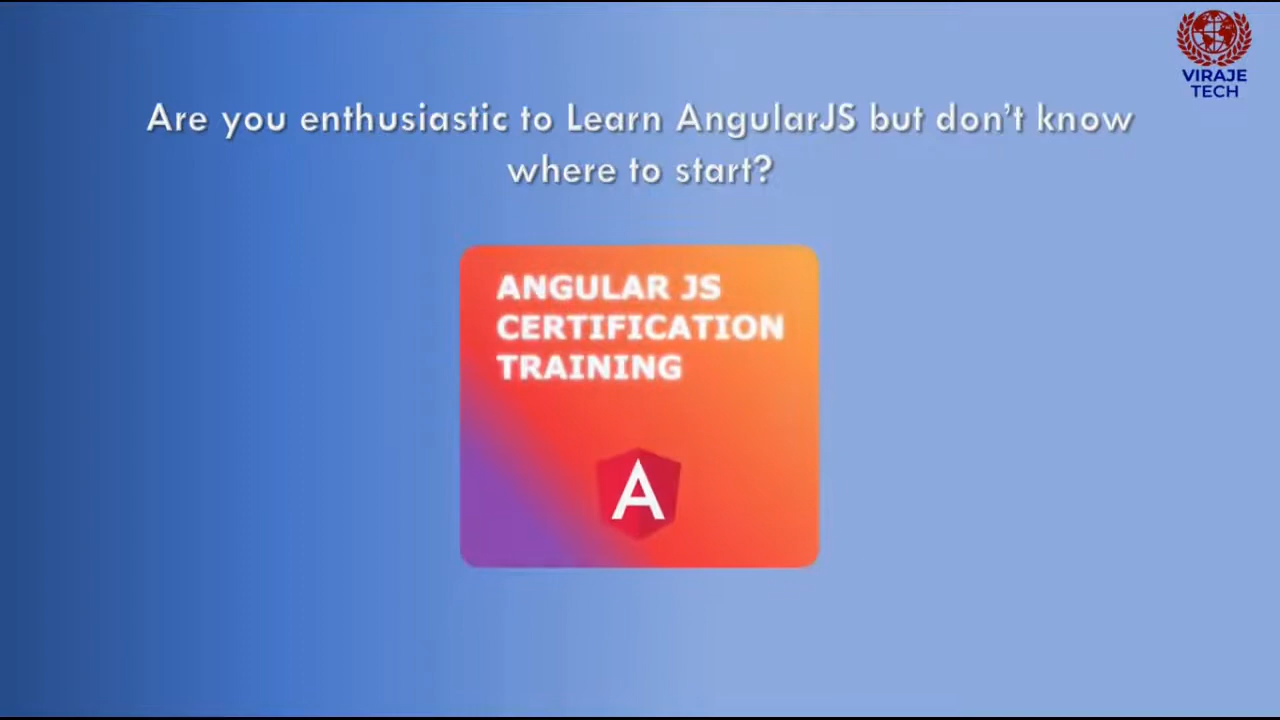 VIRAJE
TECH
Are you enthusiastic to Learn AngularJS but don't know
where to start?
ANGULAR JS
CERTIFICATION
TRAINING
A